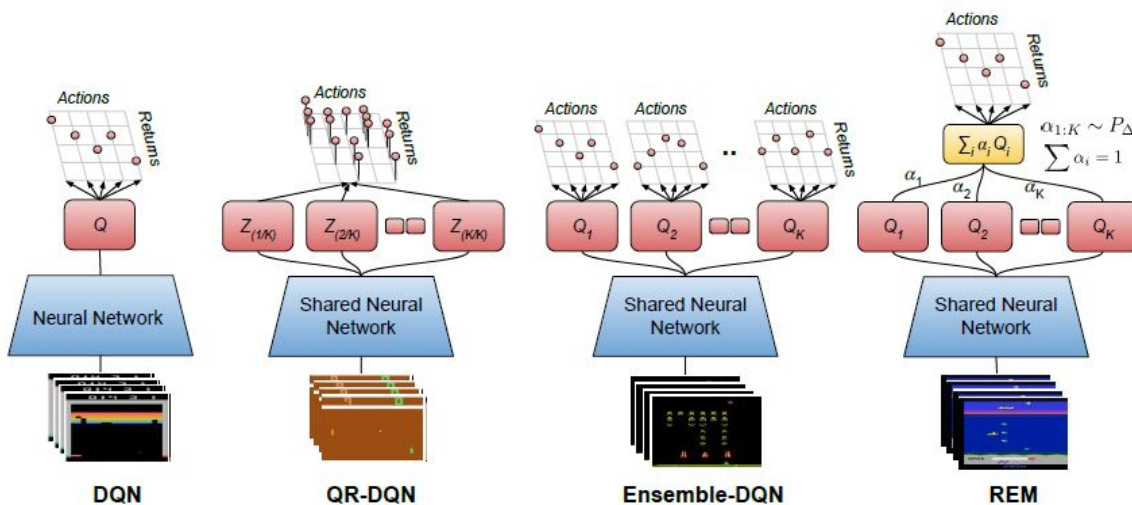 Actions
Returns
Q
Neural Network
DQN
Actions
Returns
Z(1/K)
Z(2/K)
Z(K/K)
Shared Neural
Network
QR-DQN
Actions
Actions
..
Actions
Returns
Q1
Q2
QK
Shared Neural
Network
Ensemble-DQN
Actions
Returns
∑i αi Qi
α1:K ∼ PΔ
∑ αi = 1
α1
α2
αK
Q1
Q2
QK
Shared Neural
Network
REM